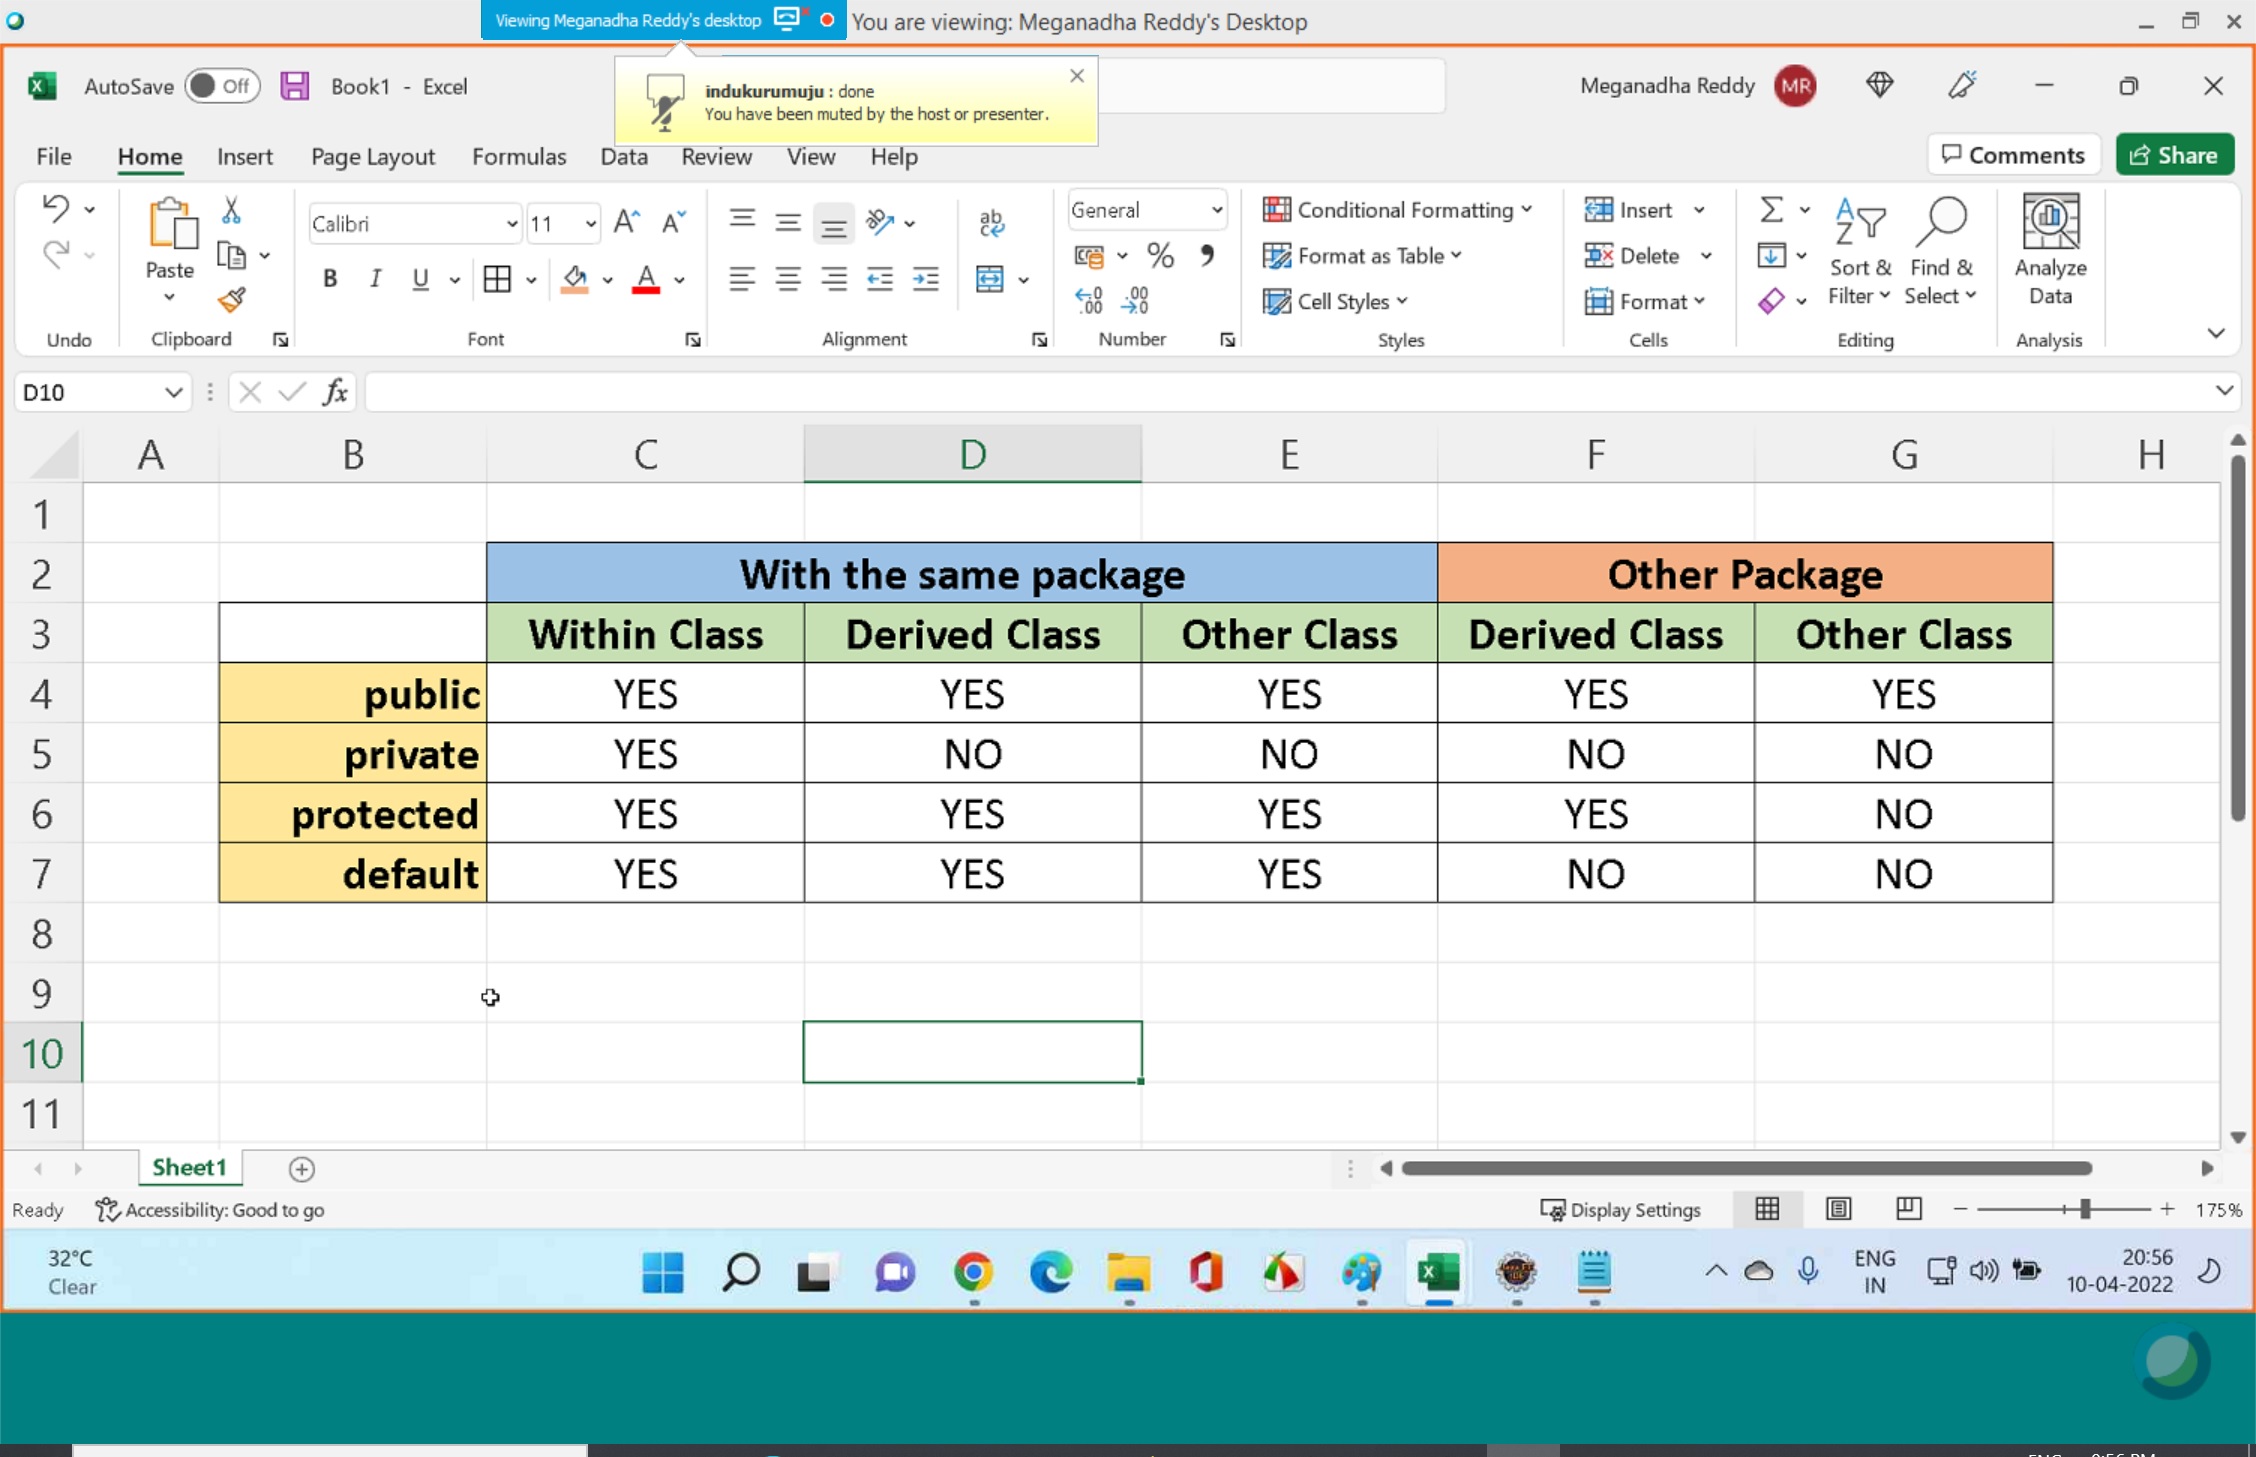 Viewing Meganadha Reddy's desktop
You are viewing: Meganadha Reddy's Desktop
AutoSave Off Book1 - Excel
indukurumuju : done
You have been muted by the host or presenter.
Meganadha Reddy MR
File Home Insert Page Layout Formulas Data Review View Help
Comments Share
Calibri 11
General
Conditional Formatting
Insert
Format as Table
Delete
Paste
B I U
Sort & Filter
Find & Select
Analyze Data
Cell Styles
Format
Undo Clipboard Font Alignment Number Styles Cells Editing Analysis
D10 fx
A B C D E F G H
1
2 With the same package Other Package
3 Within Class Derived Class Other Class Derived Class Other Class
4 public YES YES YES YES YES
5 private YES NO NO NO NO
6 protected YES YES YES YES NO
7 default YES YES YES NO NO
8
9
10
11
Sheet1
Ready Accessibility: Good to go Display Settings 175%
32°C
Clear
ENG
IN
20:56
10-04-2022